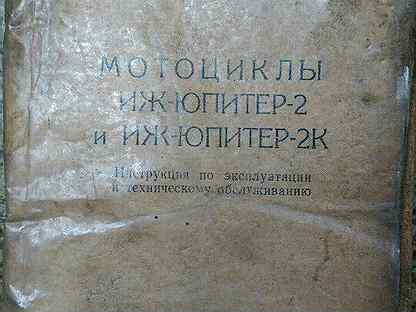 МОТОЦИКЛЫ
ИЖ-ЮПИТЕР-2
и ИЖ-ЮПИТЕР-2К
Инструкция по эксплуатации
и техническому обслуживанию